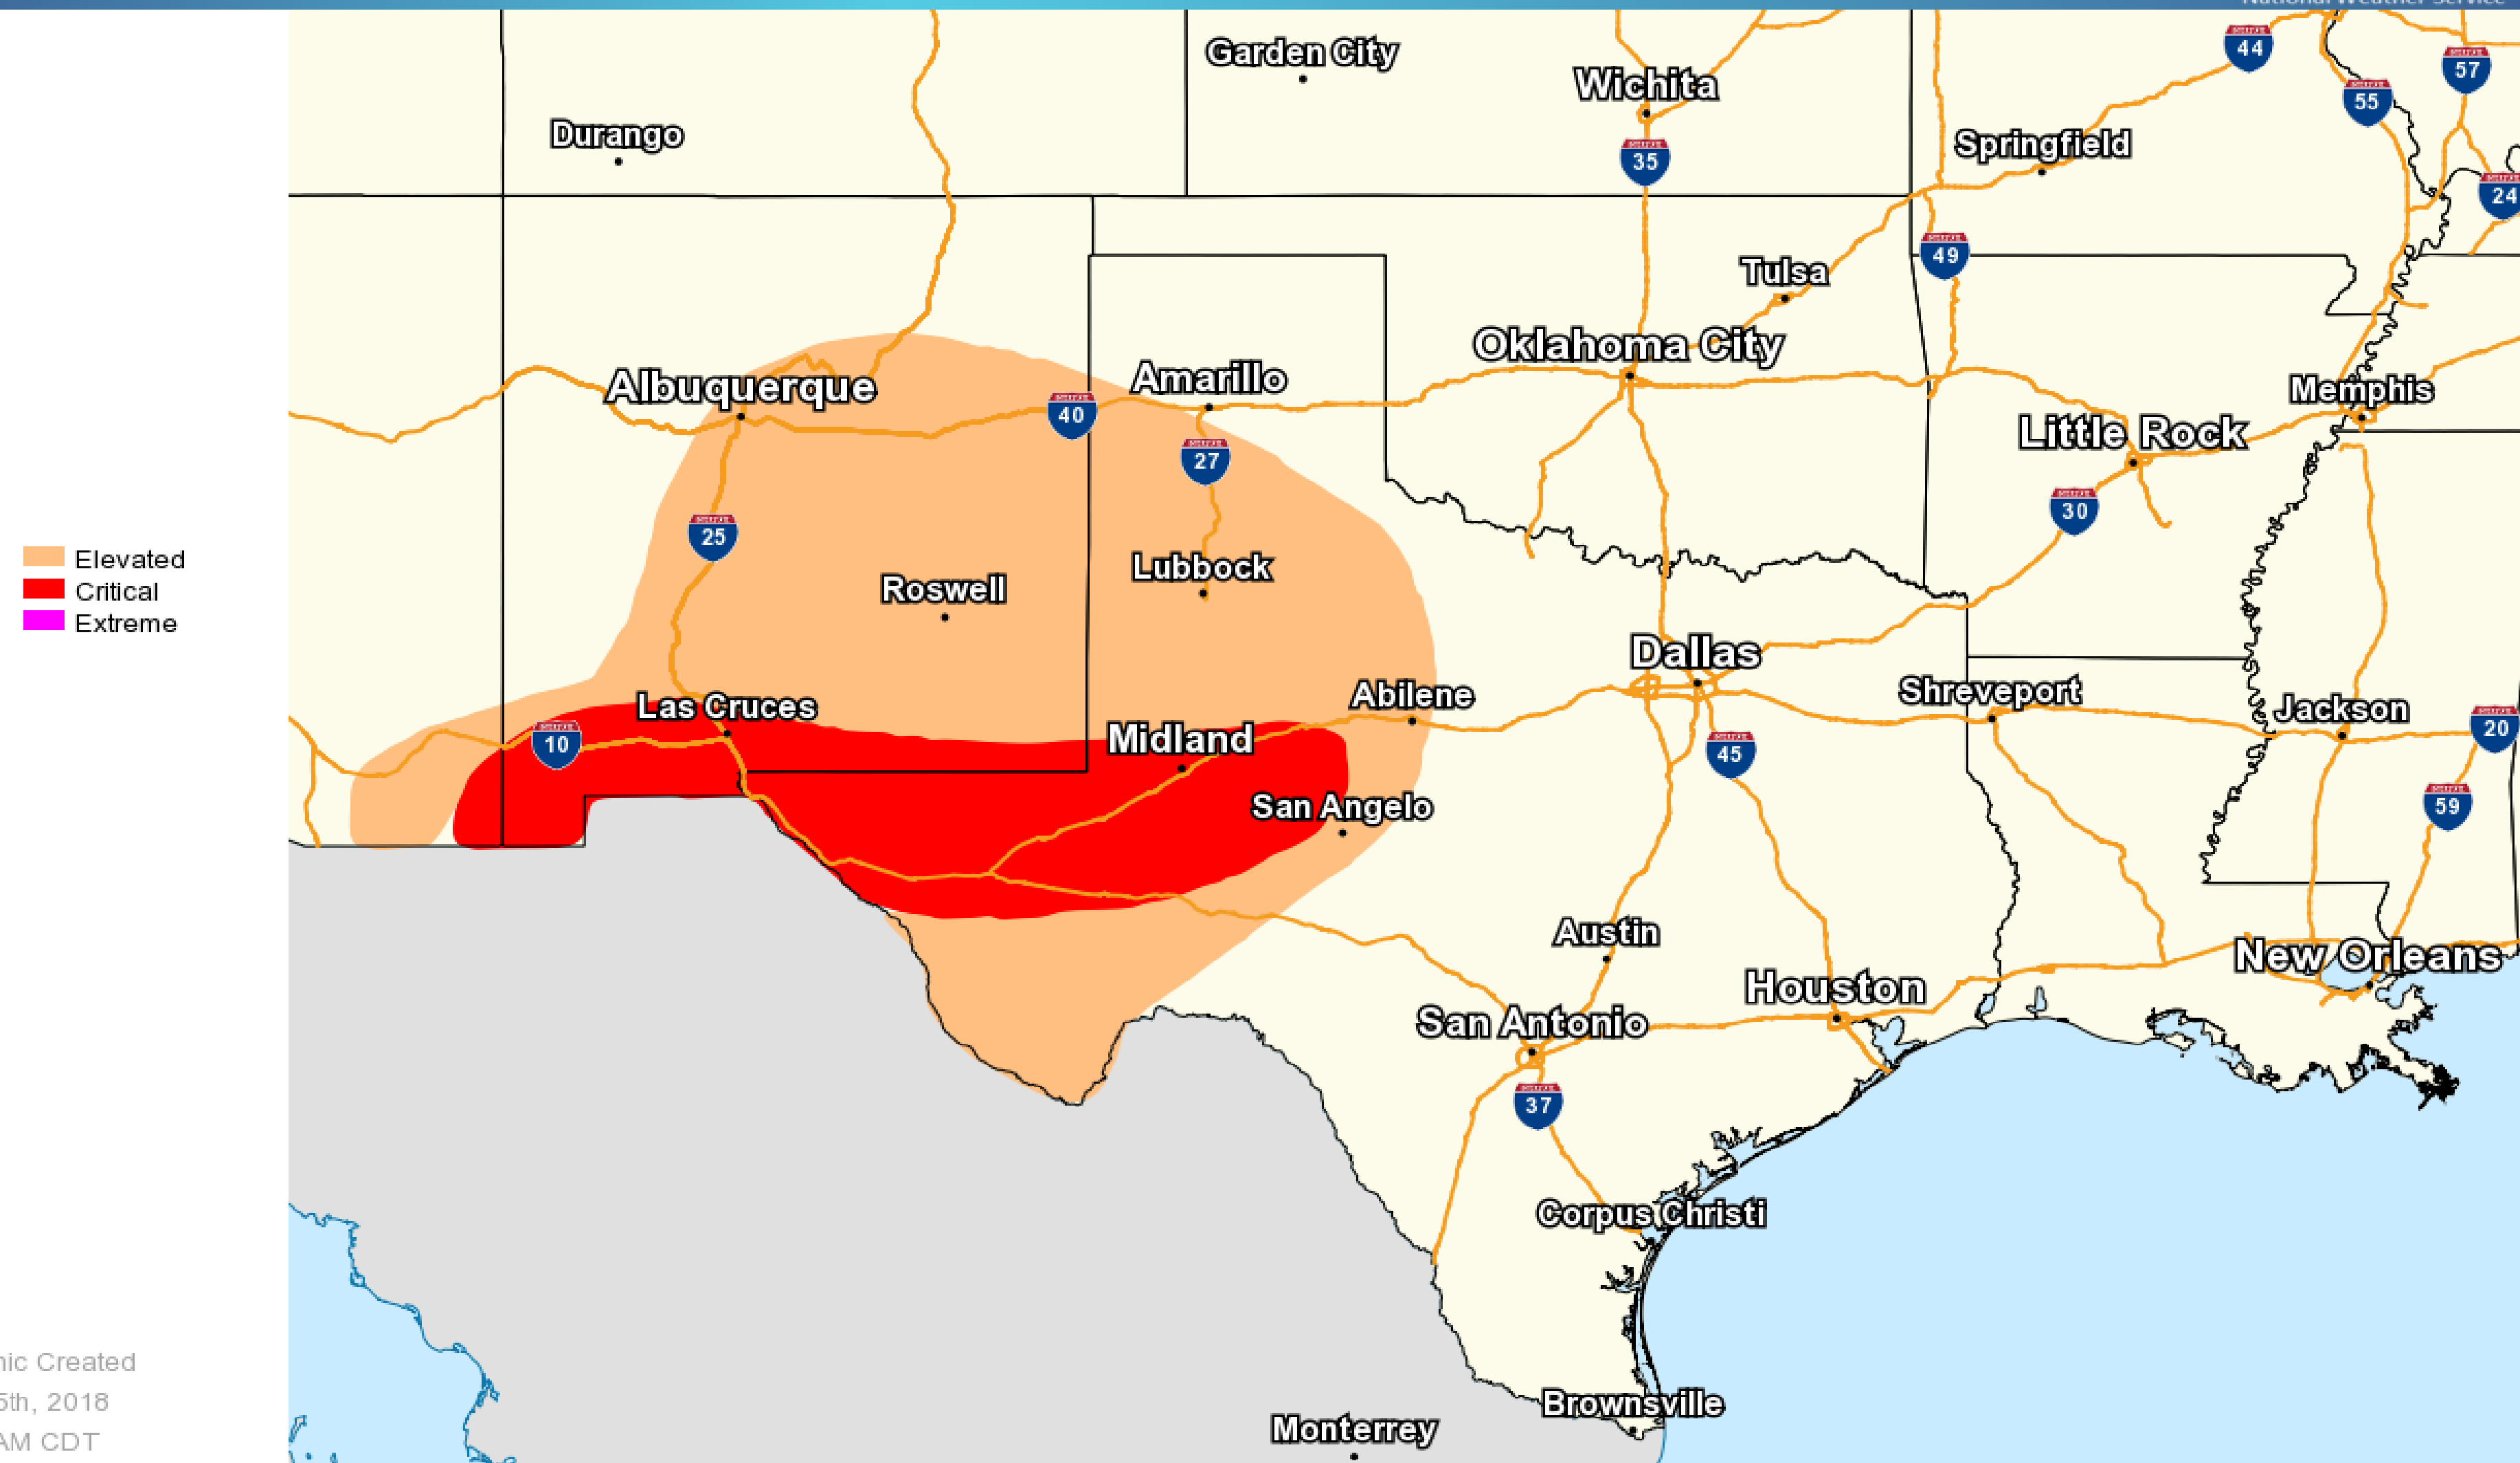 National Weather Service
Garden City
Wichita
Durango
Springfield
44
57
55
35
24
49
Tulsa
Oklahoma City
Albuquerque
Amarillo
Memphis
40
Little Rock
27
30
25
Elevated
Critical
Extreme
Roswell
Lubbock
Dallas
Las Cruces
Abilene
Shreveport
Jackson
10
Midland
45
20
San Angelo
59
Austin
New Orleans
Houston
San Antonio
37
Corpus Christi
Brownsville
Monterrey
Created
5th, 2018
AM CDT